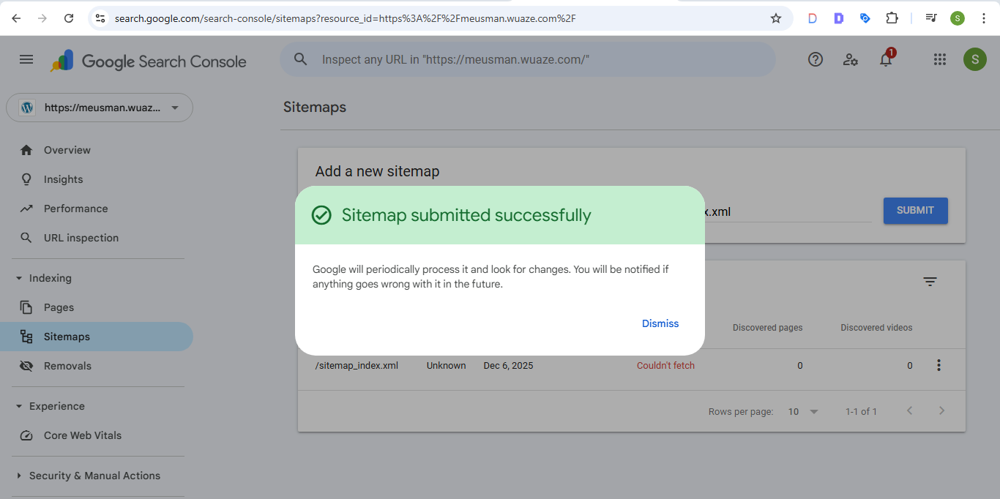 search.google.com/search-console/sitemaps?resource_id=https%3A%2F%2Fmeusman.wuaze.com%2F
D
D
S
Google Search Console
Inspect any URL in "https://meusman.wuaze.com/"
1
S
https://meusman.wuaz...
Sitemaps
Overview
Insights
Performance
URL inspection
Indexing
Pages
Sitemaps
Removals
Experience
Core Web Vitals
Security & Manual Actions
Add a new sitemap
x.xml
SUBMIT
Sitemap submitted successfully
Google will periodically process it and look for changes. You will be notified if
anything goes wrong with it in the future.
Dismiss
Discovered pages Discovered videos
/sitemap_index.xml Unknown Dec 6, 2025 Couldn't fetch 0 0
Rows per page: 10 1-1 of 1